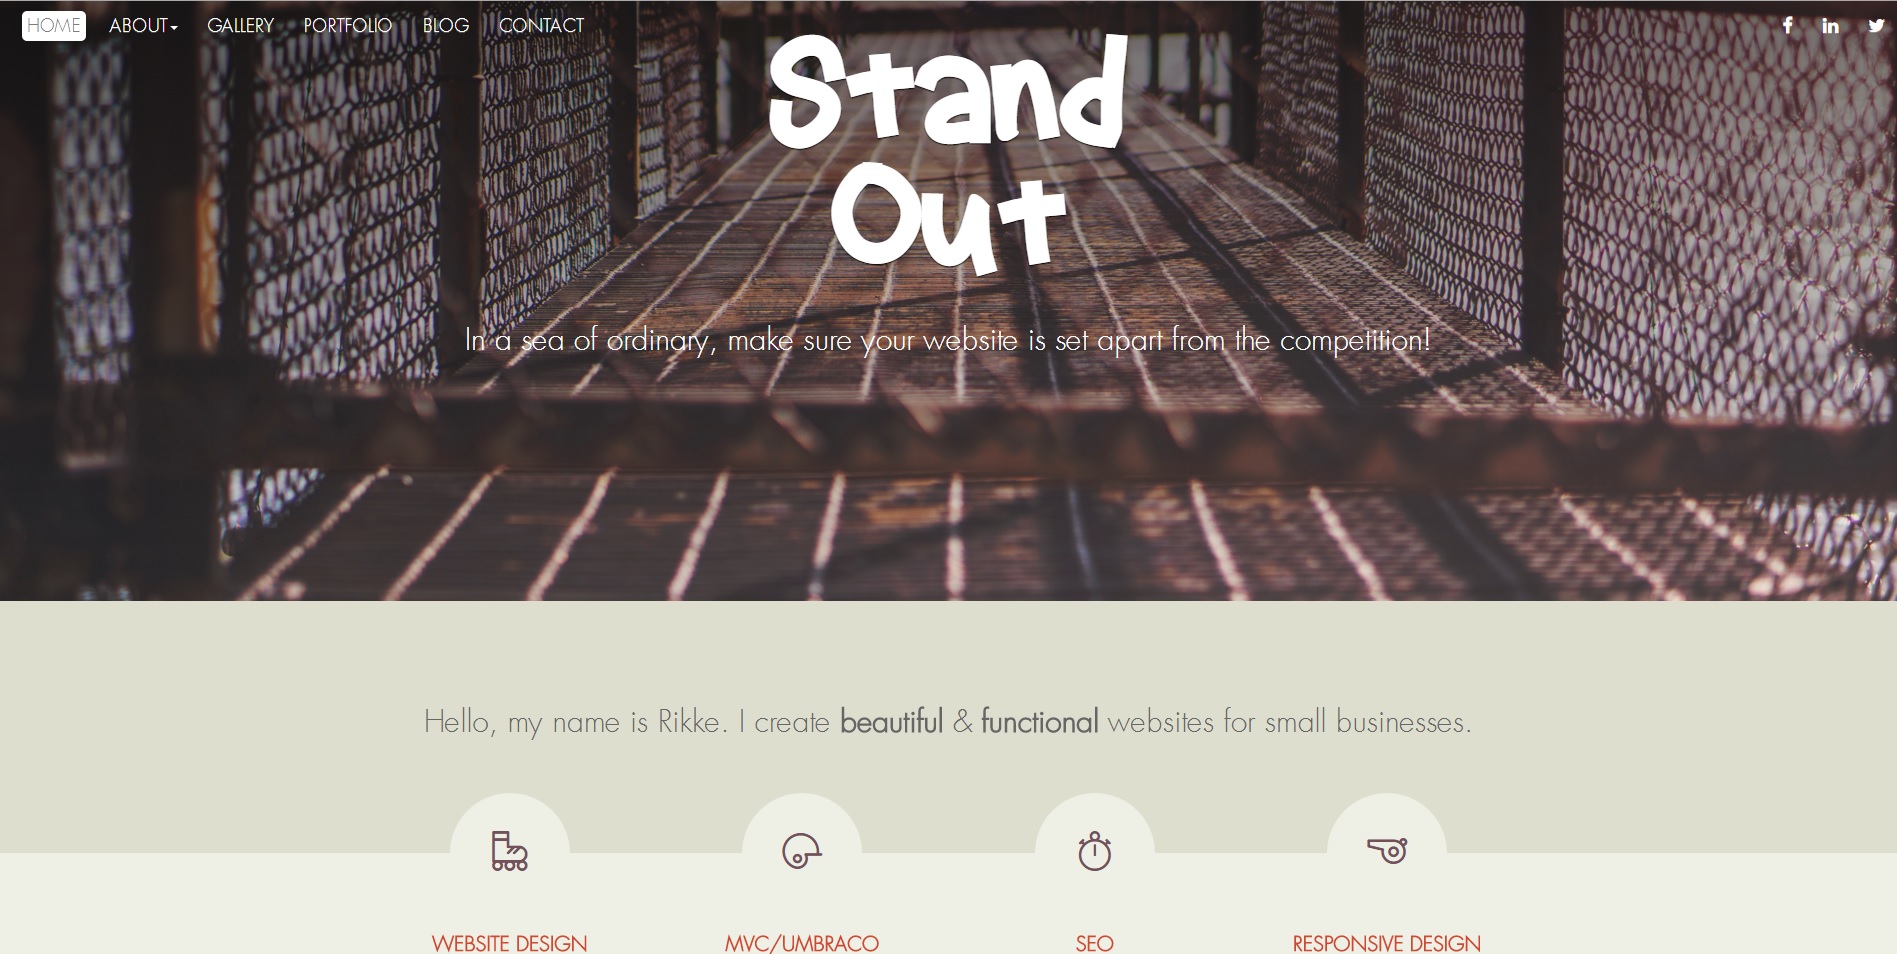 HOME ABOUT GALLERY PORTFOLIO BLOG CONTACT
Stand
Out
In a sea of ordinary, make sure your website is set apart from the competition!
Hello, my name is Rikke. I create beautiful & functional websites for small businesses.
WEBSITE DESIGN MVC/UMBRACO SEO RESPONSIVE DESIGN